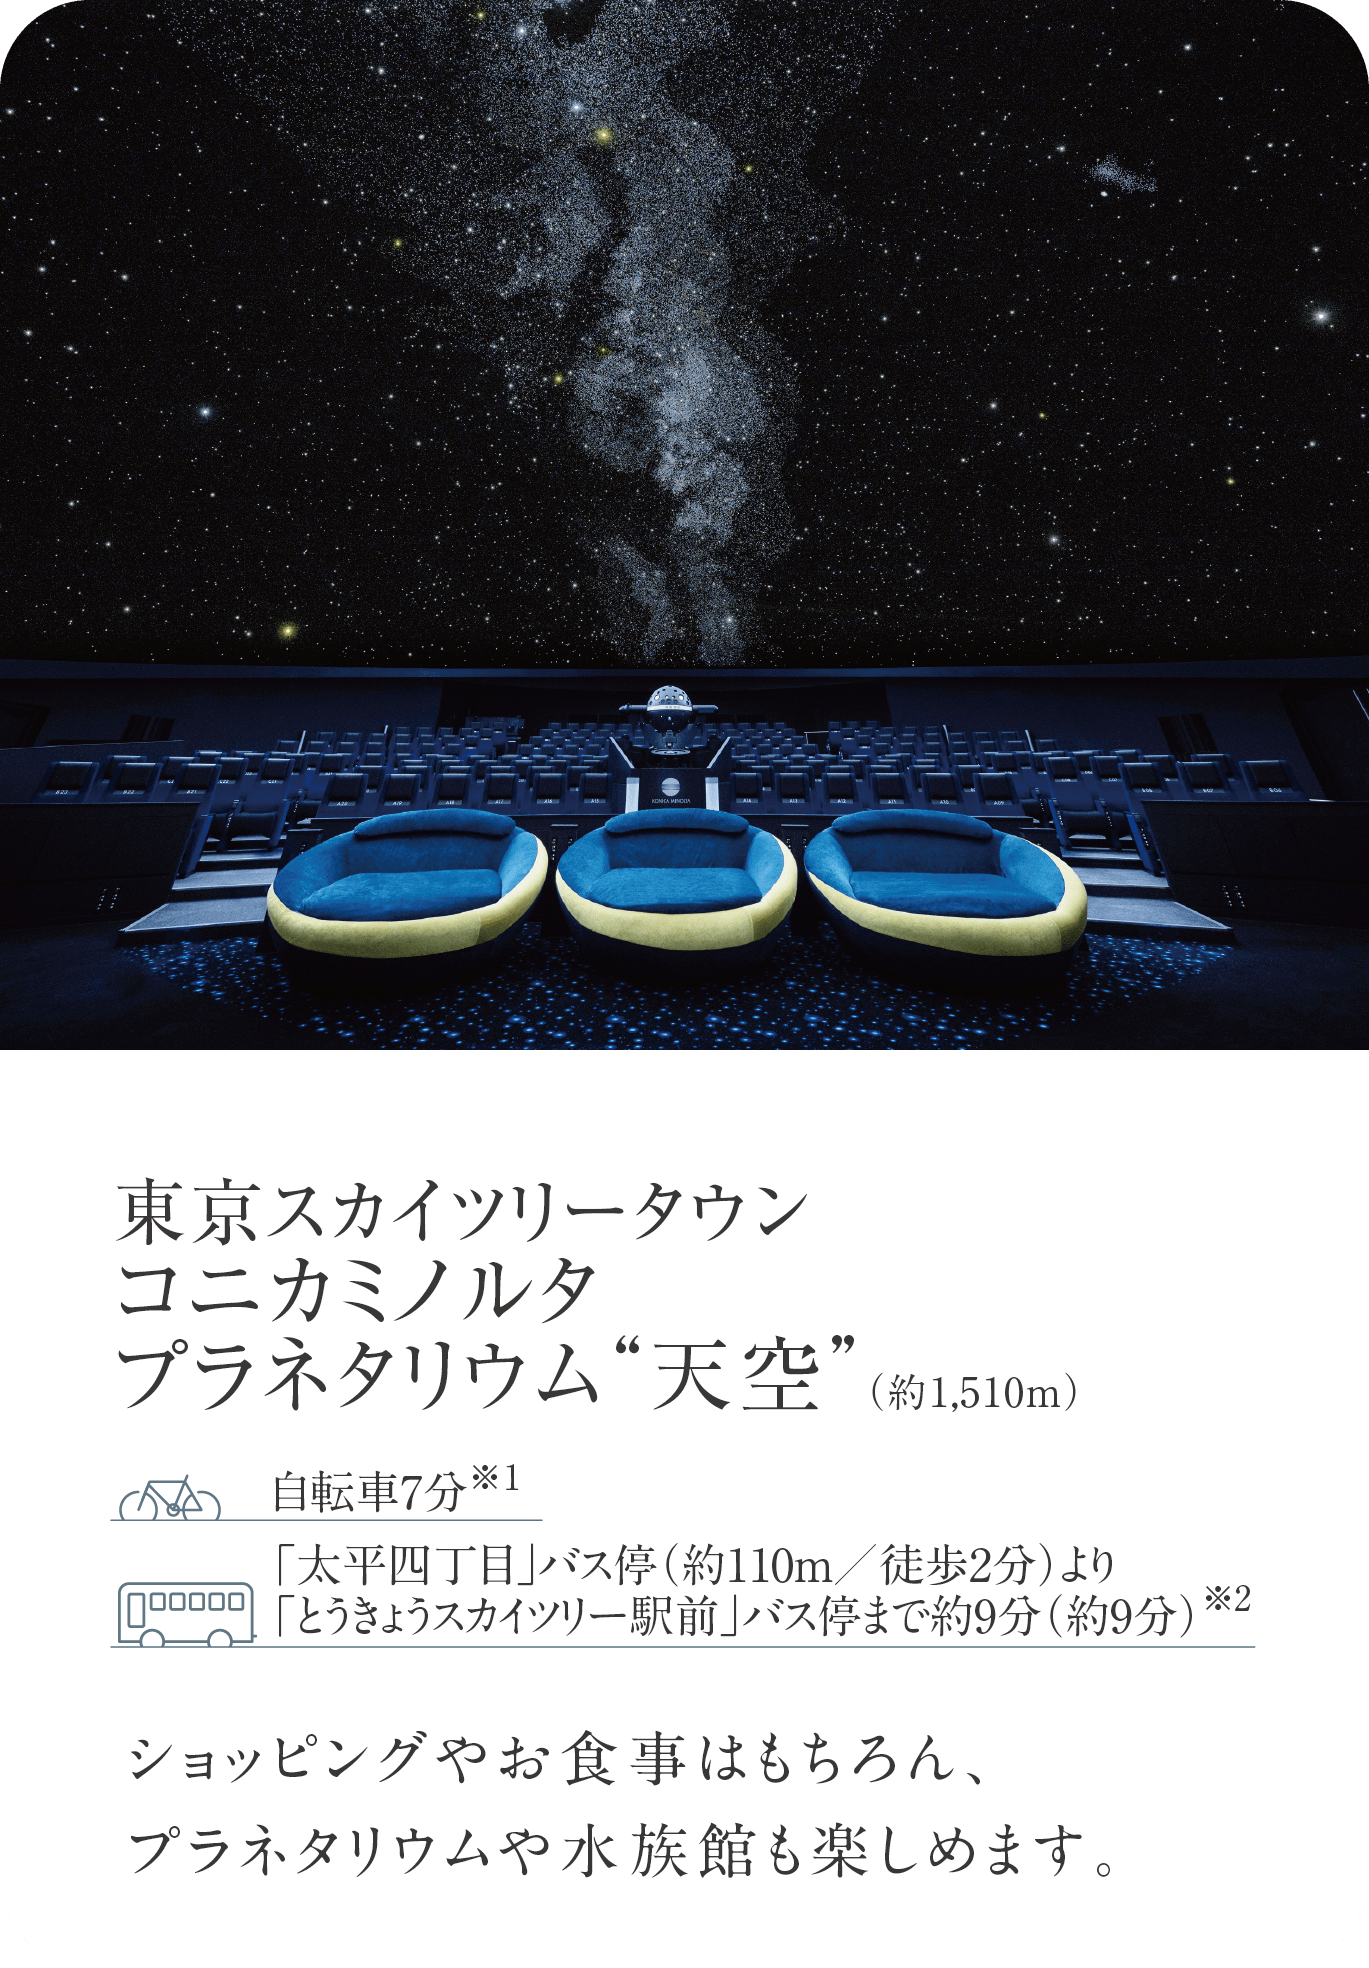 KONICA MINOLTA
東京スカイツリータウン
コニカミノルタ
プラネタリウム“天空”（約1,510m）
自転車7分※1
「太平四丁目」バス停（約110m／徒歩2分）より
「とうきょうスカイツリー駅前」バス停まで約9分（約9分）※2
ショッピングやお食事はもちろん、
プラネタリウムや水族館も楽しめます。